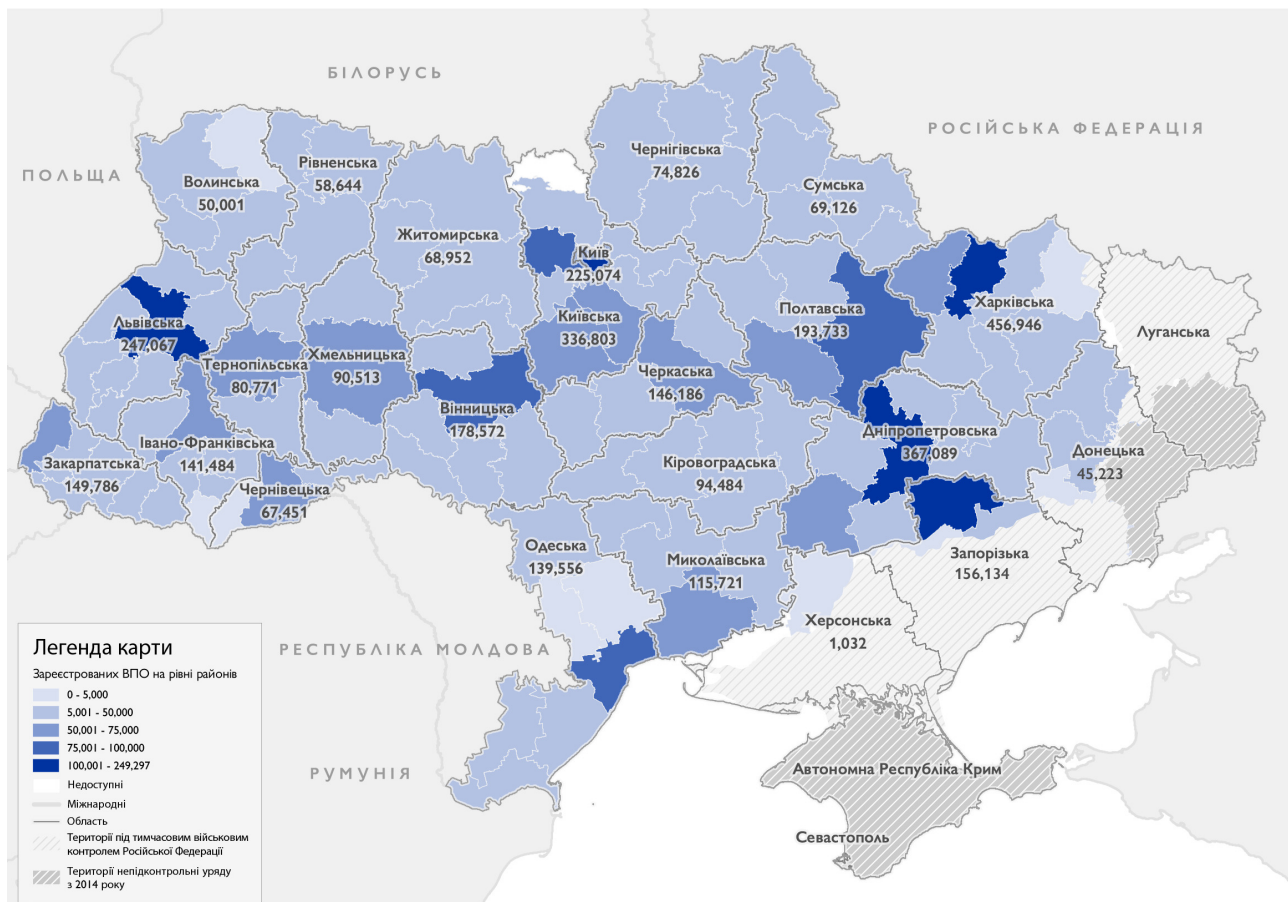 БІЛОРУСЬ
РОСІЙСЬКА ФЕДЕРАЦІЯ
ПОЛЬЩА
Волинська
50,001
Рівненська
58,644
Чернігівська
74,826
Сумська
69,126
Житомирська
68,952
Київ
225,074
Львівська
247,067
Тернопільська
80,771
Хмельницька
90,513
Київська
336,803
Полтавська
193,733
Харківська
456,946
Луганська
Вінницька
178,572
Черкаська
146,186
Закарпатська
149,786
Івано-Франківська
141,484
Чернівецька
67,451
Кіровоградська
94,484
Дніпропетровська
367,089
Донецька
45,223
Одеська
139,556
Миколаївська
115,721
Запорізька
156,134
Херсонська
1,032
РЕСПУБЛІКА МОЛДОВА
РУМУНІЯ
Автономна Республіка Крим
Севастополь
Легенда карти
Зареєстрованих ВПО на рівні районів
0 - 5,000
5,001 - 50,000
50,001 - 75,000
75,001 - 100,000
100,001 - 249,297
Недоступні
Міжнародні
Область
Території під тимчасовим військовим
контролем Російської Федерації
Території непідконтрольні уряду
з 2014 року